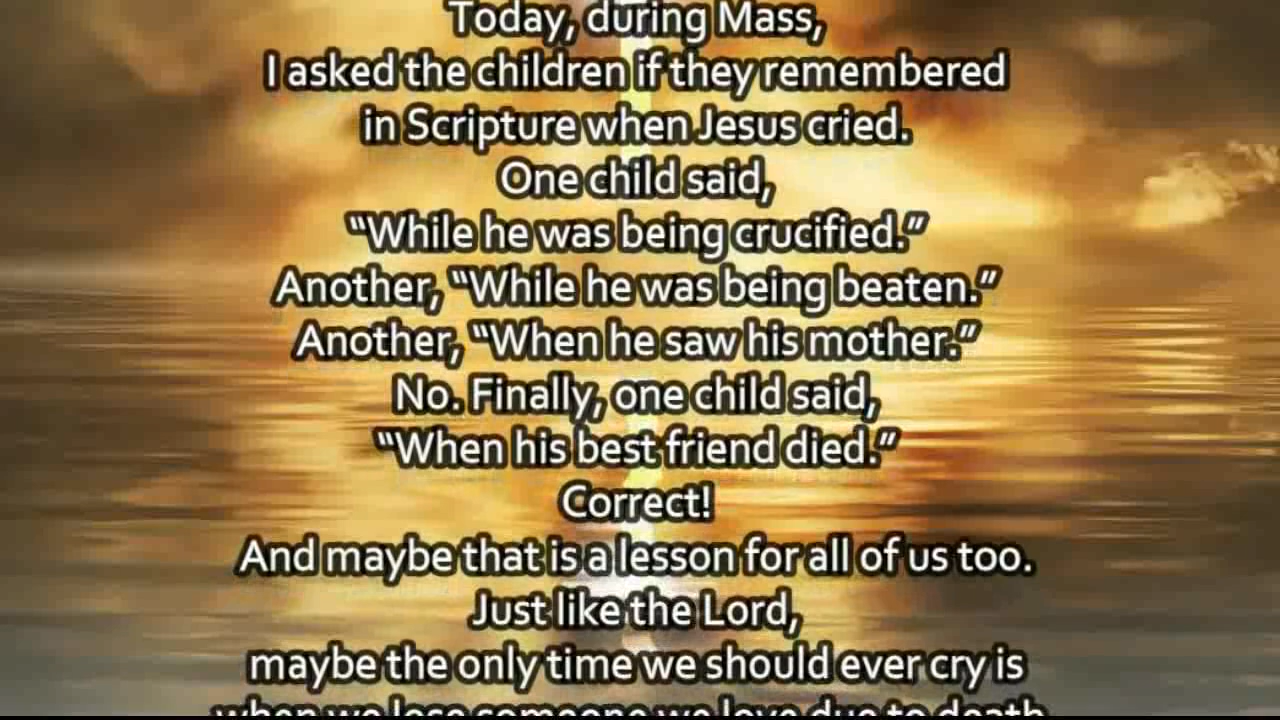 Today, during Mass,
I asked the children if they remembered
in Scripture when Jesus cried.
One child said,
“While he was being crucified.”
Another, “While he was being beaten.”
Another, “When he saw his mother.”
No. Finally, one child said,
“When his best friend died.”
Correct!
And maybe that is a lesson for all of us too.
Just like the Lord,
maybe the only time we should ever cry is
when we lose someone we love due to death